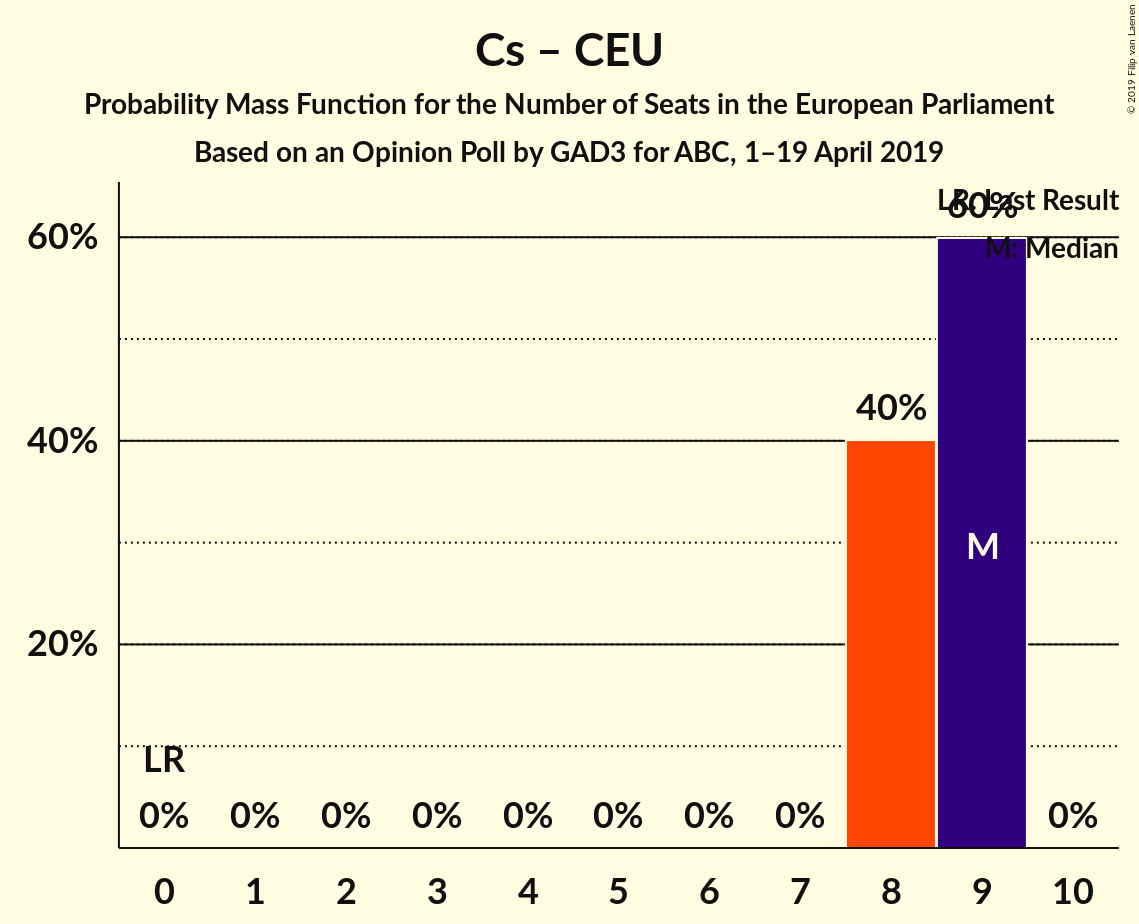 Cs – CEU
Probability Mass Function for the Number of Seats in the European Parliament
Based on an Opinion Poll by GAD3 for ABC, 1–19 April 2019
© 2019 Filip van Laenen
LR: Last Result
M: Median
60%
40%
20%
60%
40%
M
LR
0% 0% 0% 0% 0% 0% 0% 0% 0%
0 1 2 3 4 5 6 7 8 9 10